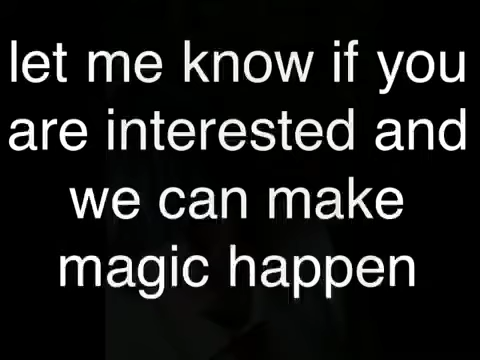 let me know if you
are interested and
we can make
magic happen